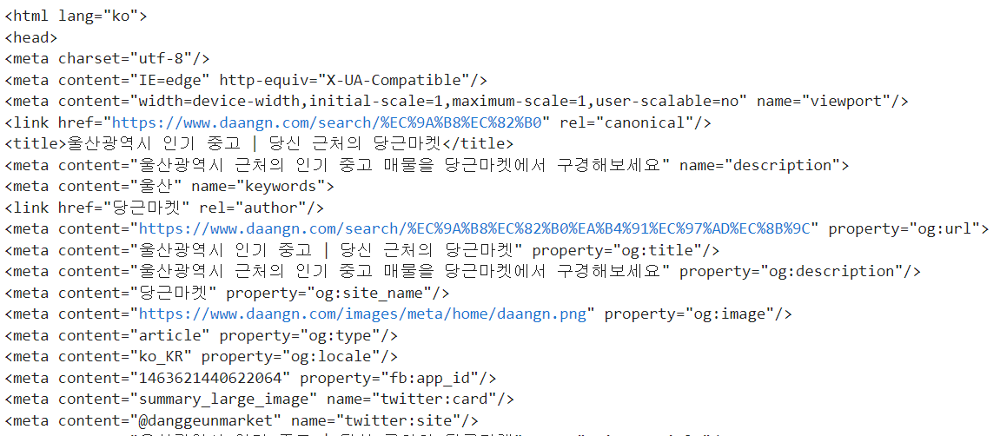 <html lang="ko">
<head>
<meta charset="utf-8"/>
<meta content="IE=edge" http-equiv="X-UA-Compatible"/>
<meta content="width=device-width,initial-scale=1,maximum-scale=1,user-scalable=no" name="viewport"/>
<link href="https://www.daangn.com/search/%EC%9A%B8%EC%82%B0" rel="canonical"/>
<title>울산광역시 인기 중고 | 당신 근처의 당근마켓</title>
<meta content="울산광역시 근처의 인기 중고 매물을 당근마켓에서 구경해보세요" name="description">
<meta content="울산" name="keywords">
<link href="당근마켓" rel="author"/>
<meta content="https://www.daangn.com/search/%EC%9A%B8%EC%82%B0%EA%B4%91%EC%97%AD%EC%8B%9C" property="og:url">
<meta content="울산광역시 인기 중고 | 당신 근처의 당근마켓" property="og:title"/>
<meta content="울산광역시 근처의 인기 중고 매물을 당근마켓에서 구경해보세요" property="og:description"/>
<meta content="당근마켓" property="og:site_name"/>
<meta content="https://www.daangn.com/images/meta/home/daangn.png" property="og:image"/>
<meta content="article" property="og:type"/>
<meta content="ko_KR" property="og:locale"/>
<meta content="1463621440622064" property="fb:app_id"/>
<meta content="summary_large_image" name="twitter:card"/>
<meta content="@danggeunmarket" name="twitter:site"/>